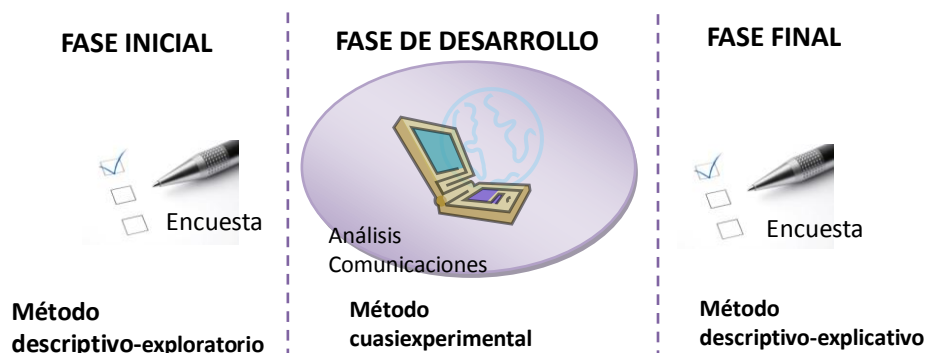 FASE INICIAL
FASE DE DESARROLLO
FASE FINAL
Encuesta
Análisis
Comunicaciones
Encuesta
Método
descriptivo-exploratorio
Método
cuasiexperimental
Método
descriptivo-explicativo